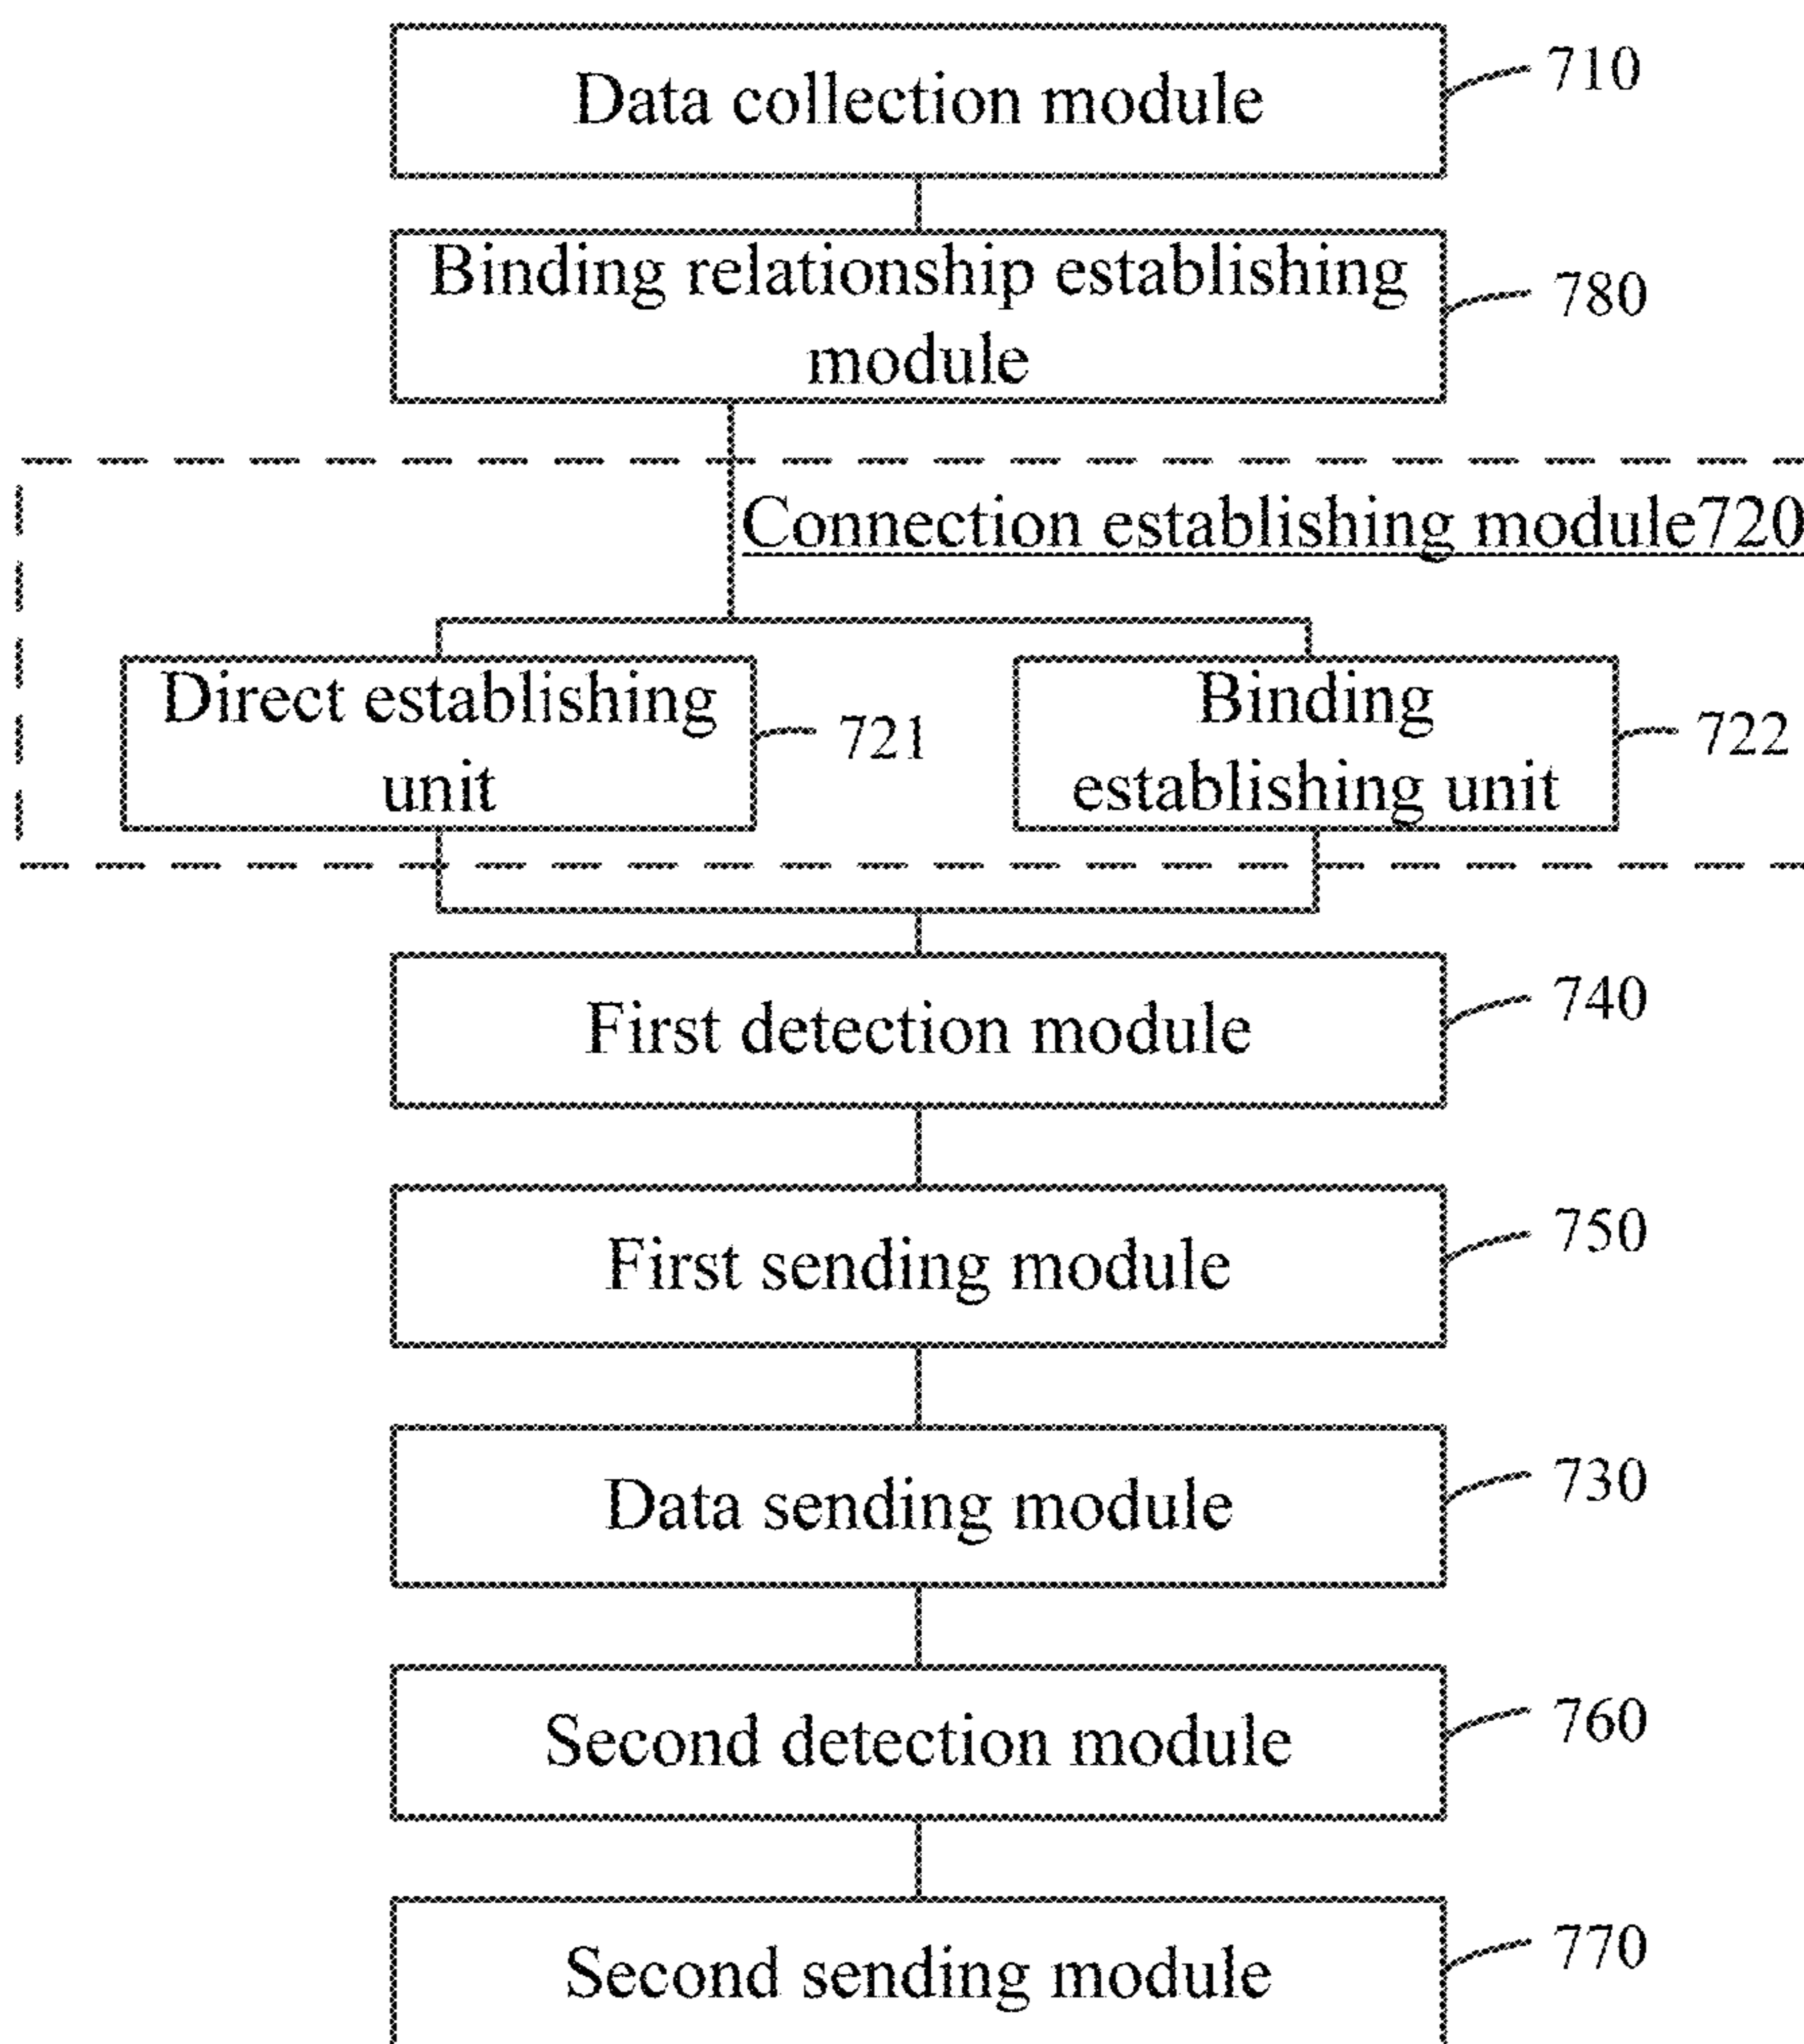 Data collection module
710
Binding relationship establishing
module
780
Connection establishing module720
Direct establishing
unit
721
Binding
establishing unit
722
First detection module
740
First sending module
750
Data sending module
730
Second detection module
760
Second sending module
770